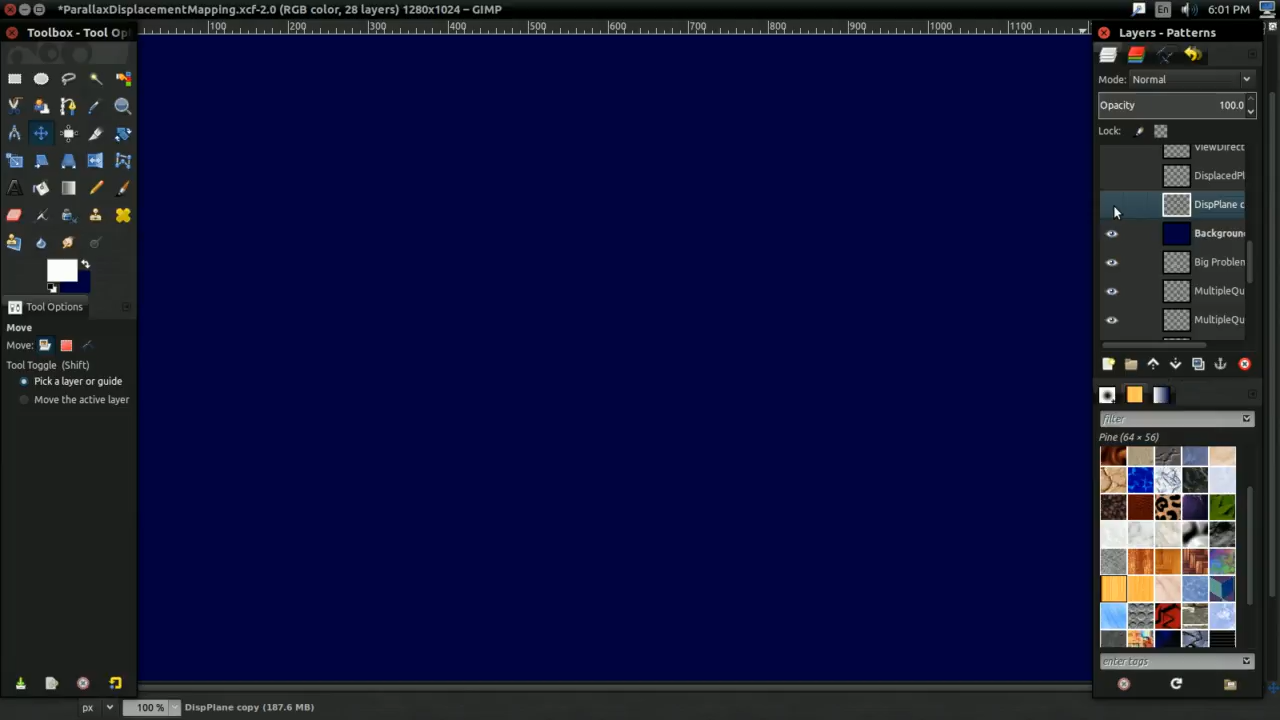 *ParallaxDisplacementMapping.xcf-2.0 (RGB color, 28 layers) 1280x1024 – GIMP
En
6:01 PM
Toolbox - Tool Op
100
200
300
400
500
600
700
800
900
1000
1100
Layers - Patterns
Mode: Normal
Opacity 100.0
Lock:
ViewDirect
DisplacedPl
DispPlane c
Background
Big Problem
MultipleQu
MultipleQu
Tool Options
Move
Move:
Tool Toggle (Shift)
Pick a layer or guide
Move the active layer
filter
Pine (64 × 56)
enter tags
px
100 %
DispPlane copy (187.6 MB)